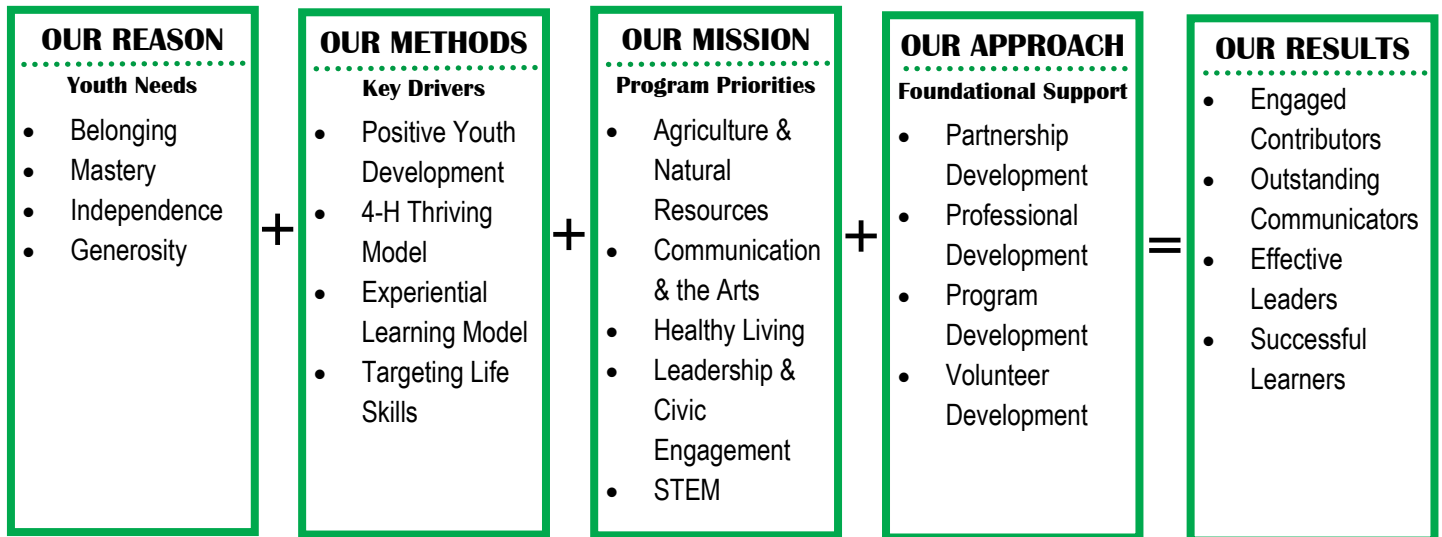 OUR REASON
Youth Needs
• Belonging
• Mastery
• Independence
• Generosity
+
OUR METHODS
Key Drivers
• Positive Youth
Development
• 4-H Thriving
Model
• Experiential
Learning Model
• Targeting Life
Skills
+
OUR MISSION
Program Priorities
• Agriculture &
Natural
Resources
• Communication
& the Arts
• Healthy Living
• Leadership &
Civic
Engagement
• STEM
+
OUR APPROACH
Foundational Support
• Partnership
Development
• Professional
Development
• Program
Development
• Volunteer
Development
=
OUR RESULTS
• Engaged
Contributors
• Outstanding
Communicators
• Effective
Leaders
• Successful
Learners